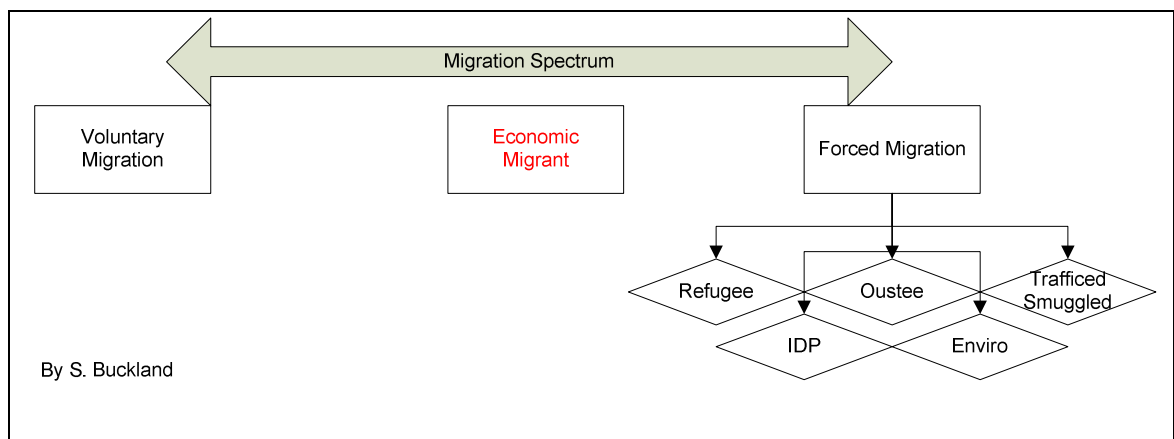 Migration Spectrum
Voluntary
Migration
Economic
Migrant
Forced Migration
Refugee
Oustee
Trafficed
Smuggled
IDP
Enviro
By S. Buckland